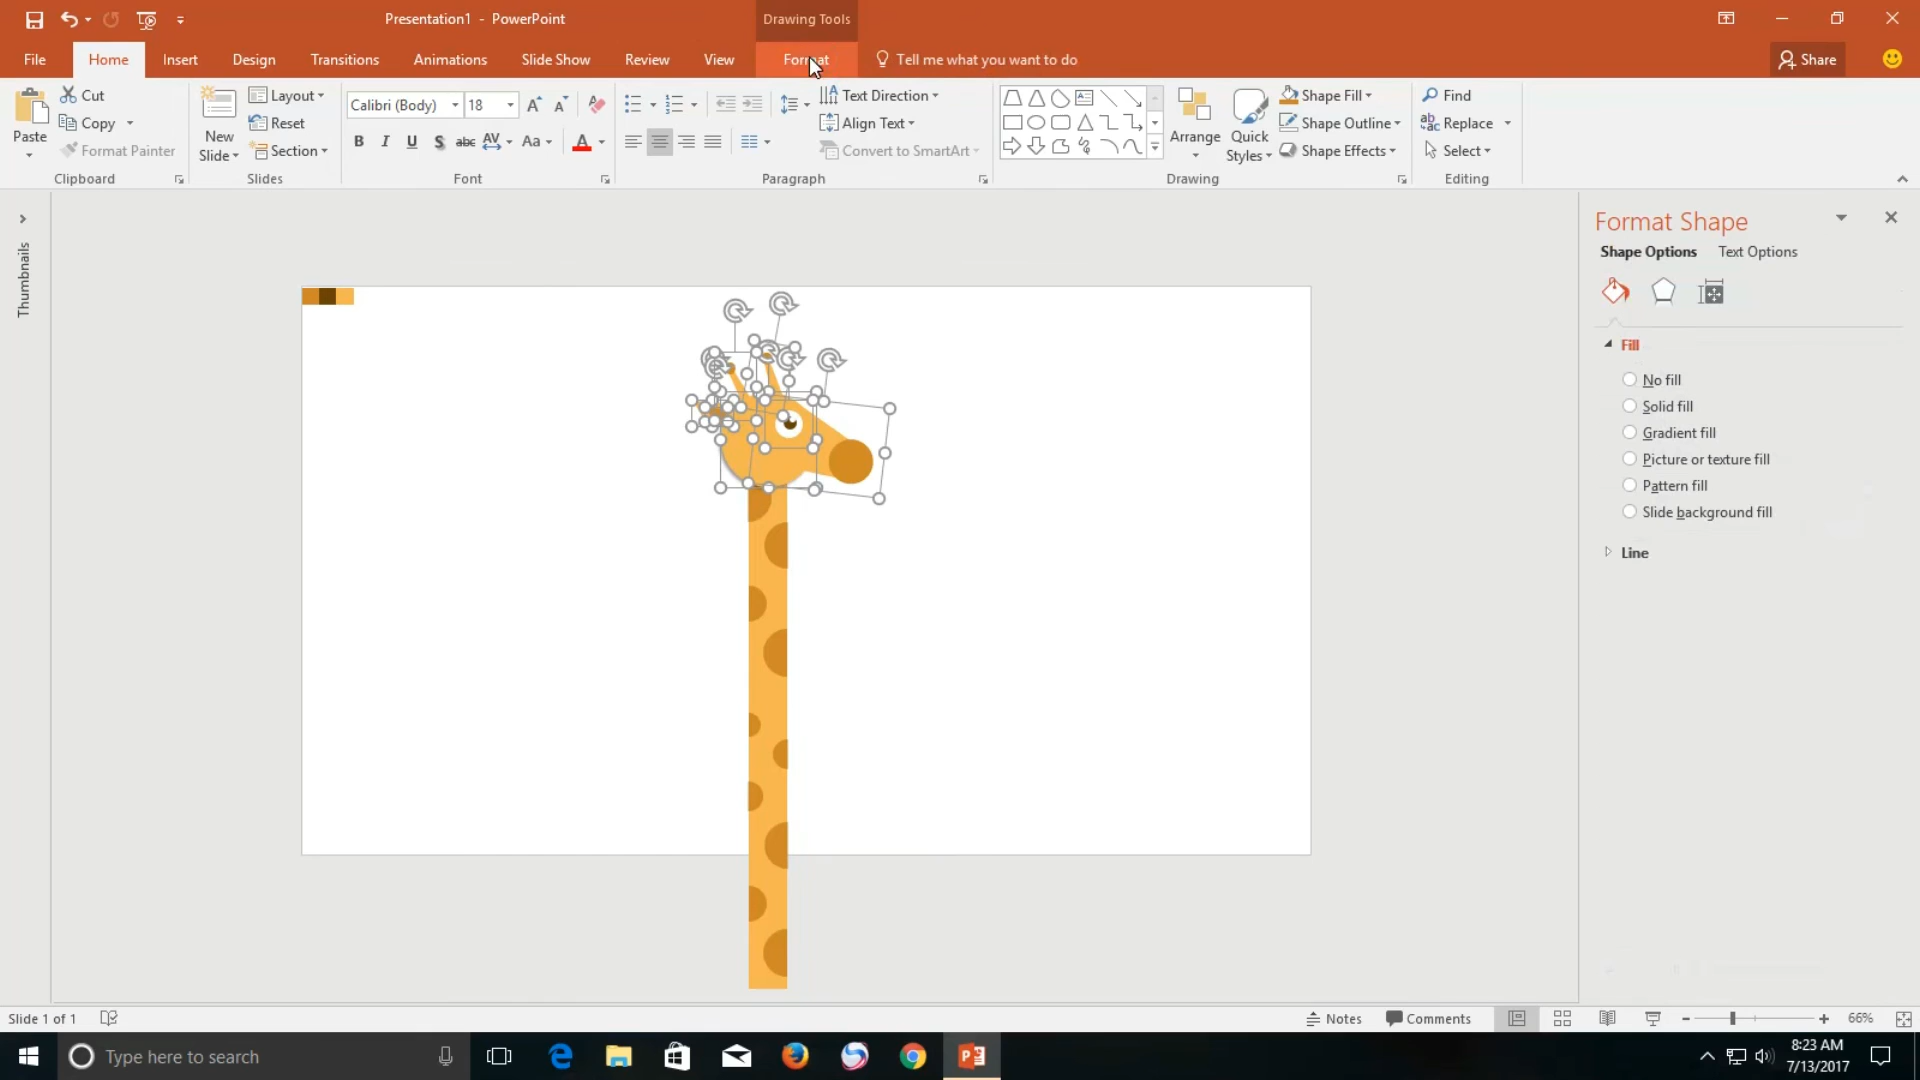 Presentation1 - PowerPoint
Drawing Tools
File Home Insert Design Transitions Animations Slide Show Review View Format Tell me what you want to do Share
Paste
Cut
Copy
Format Painter
Clipboard
New Slide
Layout
Reset
Section
Slides
Calibri (Body) 18
B I U S abc AV Aa A
Font
Text Direction
Align Text
Convert to SmartArt
Paragraph
Arrange
Quick Styles
Shape Fill
Shape Outline
Shape Effects
Drawing
Find
Replace
Select
Editing
Thumbnails
Format Shape
Shape Options Text Options
Fill
No fill
Solid fill
Gradient fill
Picture or texture fill
Pattern fill
Slide background fill
Line
Slide 1 of 1
Notes Comments 66%
Type here to search
8:23 AM
7/13/2017